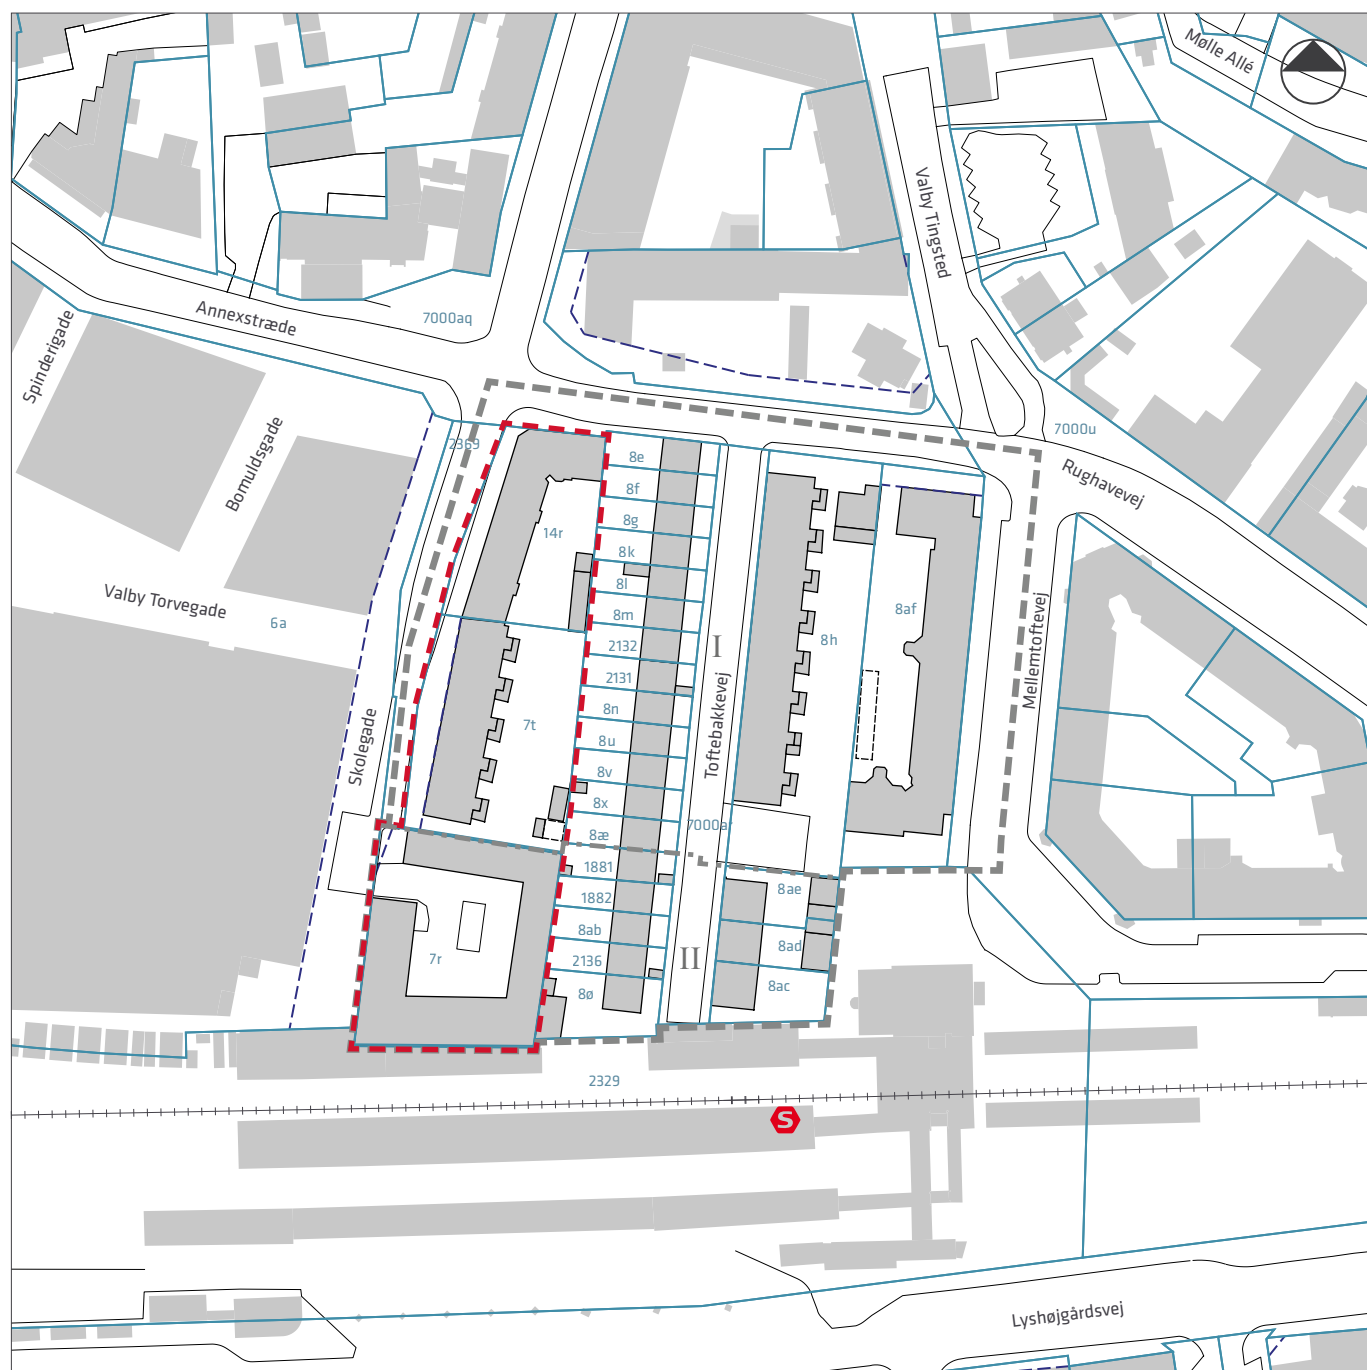 Mølle Allé
Valby Tingsted
Annexstræde
7000aq
Spinderigade
Bomuldsgade
2369
7000u
Rughavevej
8e
8f
8g
14r
8k
8l
8m
8af
Valby Torvegade
6a
2132
I
8h
2131
Mellemtoftevej
8n
7t
Toftebakkevej
8u
Skolegade
8v
8x
7000ar
8æ
1881
8ae
1882
8ab
8ad
7r
2136
II
8ø
8ac
2329
S
Lyshøjgårdsvej